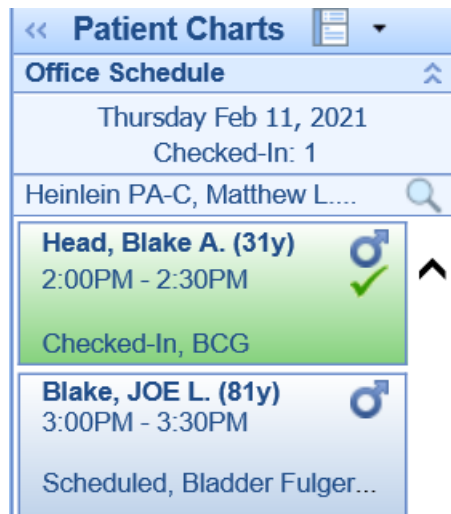 Patient Charts
Office Schedule
Thursday Feb 11, 2021
Checked-In: 1
Heinlein PA-C, Matthew L....
Head, Blake A. (31y)
2:00PM - 2:30PM
Checked-In, BCG
Blake, JOE L. (81y)
3:00PM - 3:30PM
Scheduled, Bladder Fulger...